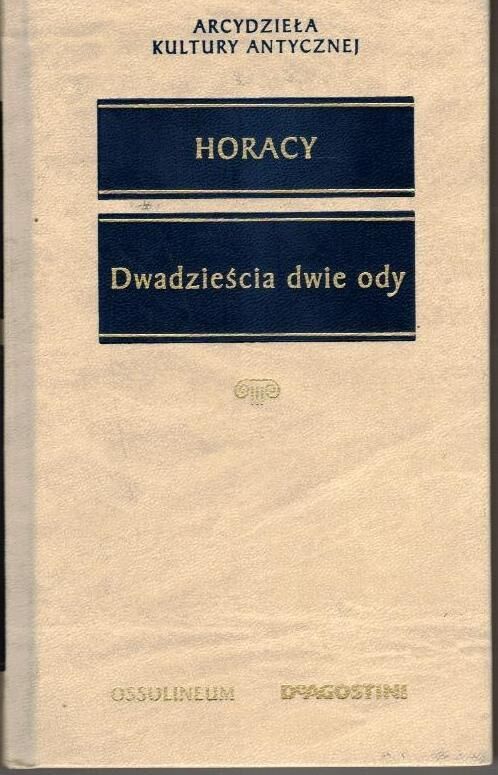 ARCYDZIEŁA
KULTURY ANTYCZNEJ
HORACY
Dwadzieścia dwie ody
OSSOLINEUM DeAGOSTINI